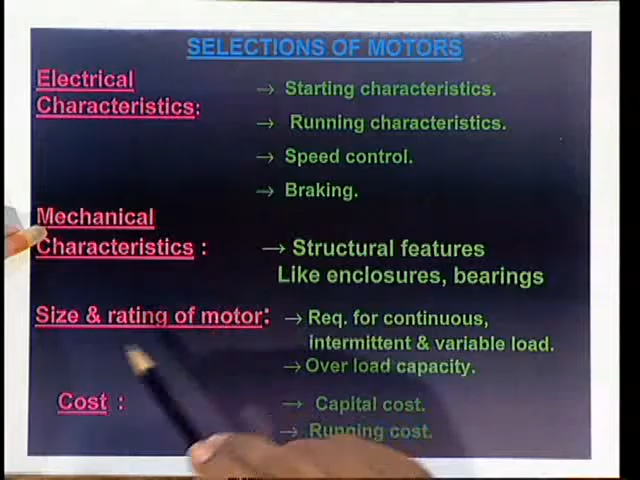 SELECTIONS OF MOTORS
Electrical
Characteristics:
→ Starting characteristics.
→ Running characteristics.
→ Speed control.
→ Braking.
Mechanical
Characteristics :
→ Structural features
Like enclosures, bearings
Size & rating of motor:
→ Req. for continuous,
intermittent & variable load.
→ Over load capacity.
Cost :
→ Capital cost.
→ Running cost.